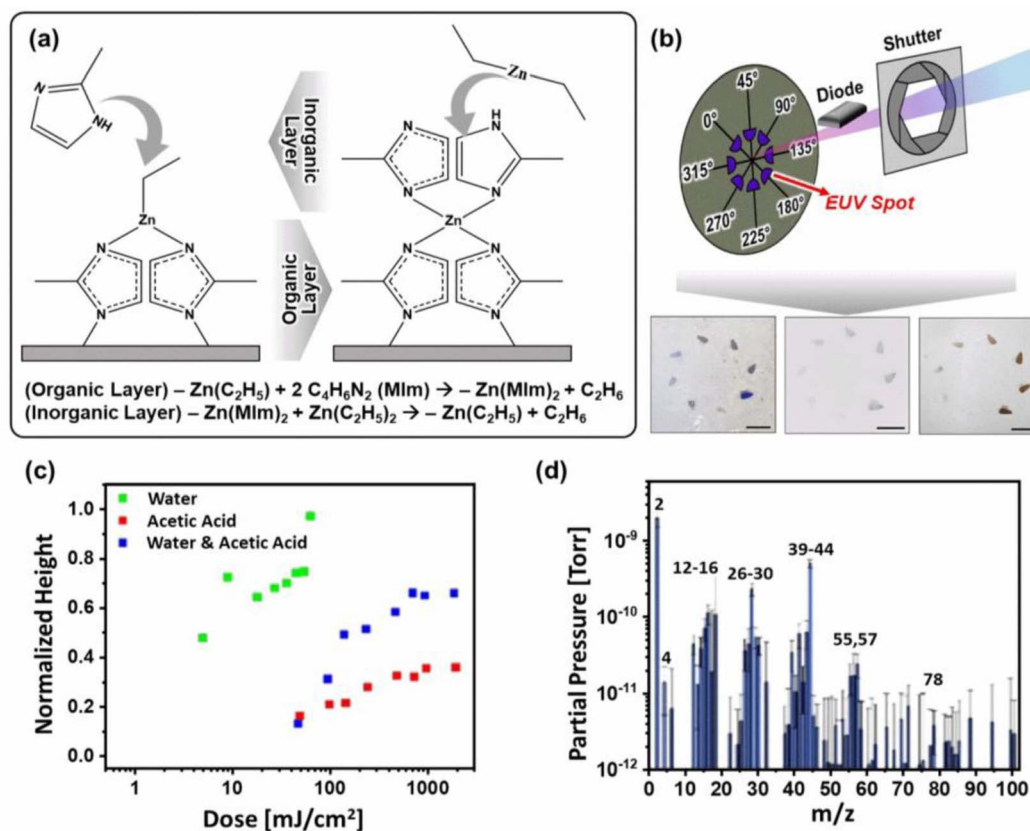 (a)
N
NH
Zn
N
N
N
N
Inorganic
Layer
Organic
Layer
Zn
H
N
N
N
N
Zn
N
N
N
N
(Organic Layer) – Zn(C₂H₅) + 2 C₄H₆N₂ (MIm) → – Zn(MIm)₂ + C₂H₆
(Inorganic Layer) – Zn(MIm)₂ + Zn(C₂H₅)₂ → – Zn(C₂H₅) + C₂H₆
(b)
Shutter
Diode
45°
0°
90°
135°
315°
180°
270°
225°
EUV Spot
(c)
Water
Acetic Acid
Water & Acetic Acid
Normalized Height
1.0
0.8
0.6
0.4
0.2
0.0
1 10 100 1000
Dose [mJ/cm²]
(d)
Partial Pressure [Torr]
10⁻⁹
10⁻¹⁰
10⁻¹¹
10⁻¹²
2
4
12-16
26-30
39-44
55,57
78
0 10 20 30 40 50 60 70 80 90 100
m/z